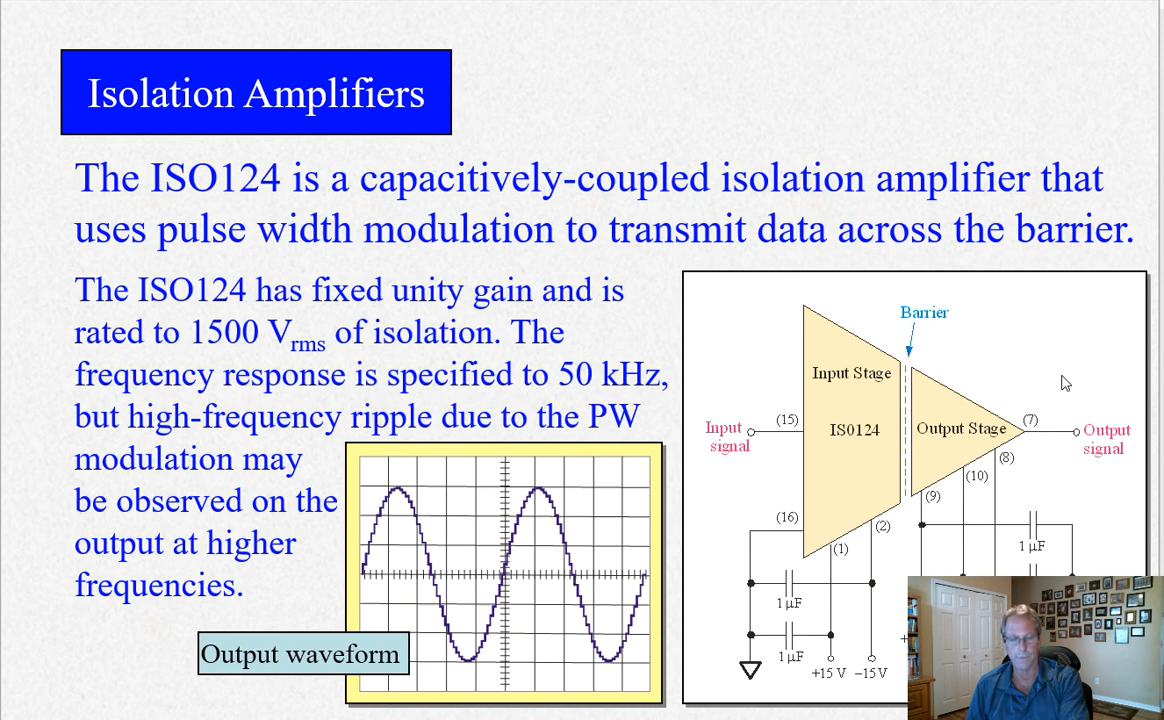 Isolation Amplifiers
The ISO124 is a capacitively-coupled isolation amplifier that
uses pulse width modulation to transmit data across the barrier.
The ISO124 has fixed unity gain and is
rated to 1500 Vrms of isolation. The
frequency response is specified to 50 kHz,
but high-frequency ripple due to the PW
modulation may
be observed on the
output at higher
frequencies.
Output waveform
Barrier
Input Stage
(15)
Input
signal
IS0124
Output Stage
(7)
Output
signal
(8)
(10)
(9)
(16)
(2)
(1)
1 µF
1 µF
1 µF
+15 V
−15 V
+